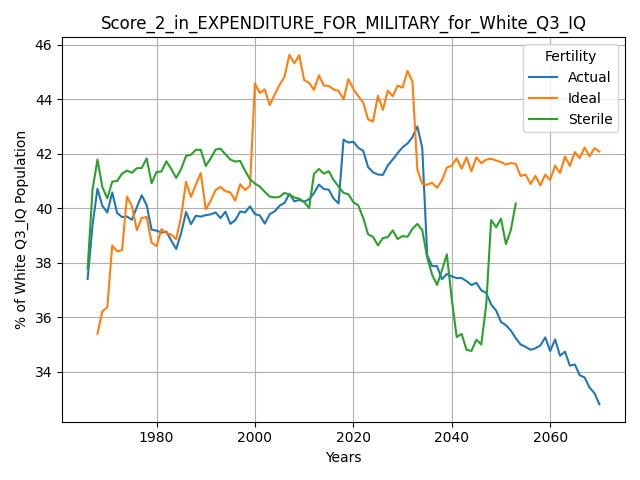 Score_2_in_EXPENDITURE_FOR_MILITARY_for_White_Q3_IQ
Fertility
Actual
Ideal
Sterile
% of White Q3_IQ Population
46
44
42
40
38
36
34
1980
2000
2020
2040
2060
Years